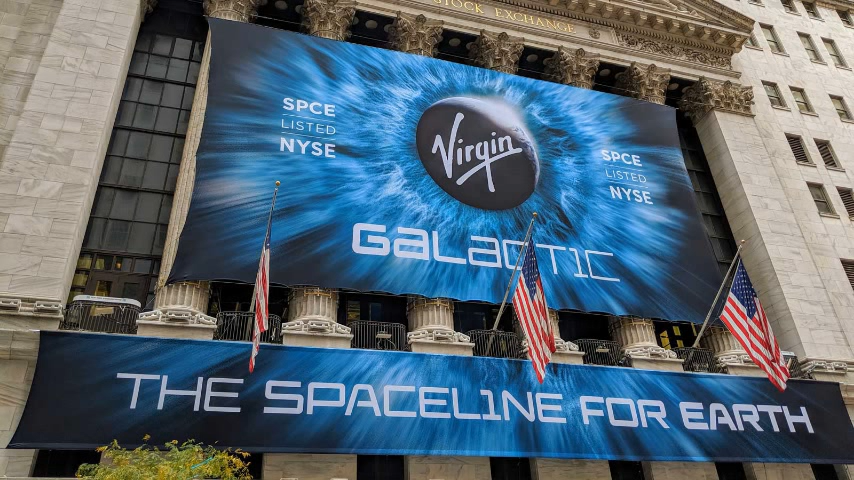 STOCK EXCHANGE
SPCE
LISTED
NYSE
Virgin
GALACTIC
SPCE
LISTED
NYSE
THE SPACELINE FOR EARTH